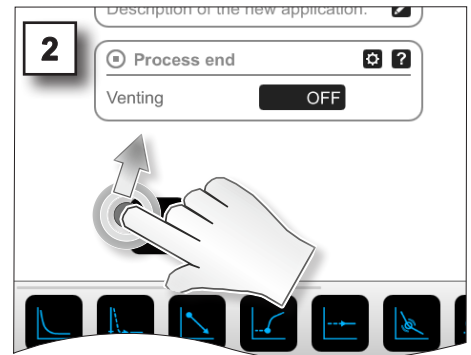 Description of the new application.
2
Process end
?
Venting
OFF